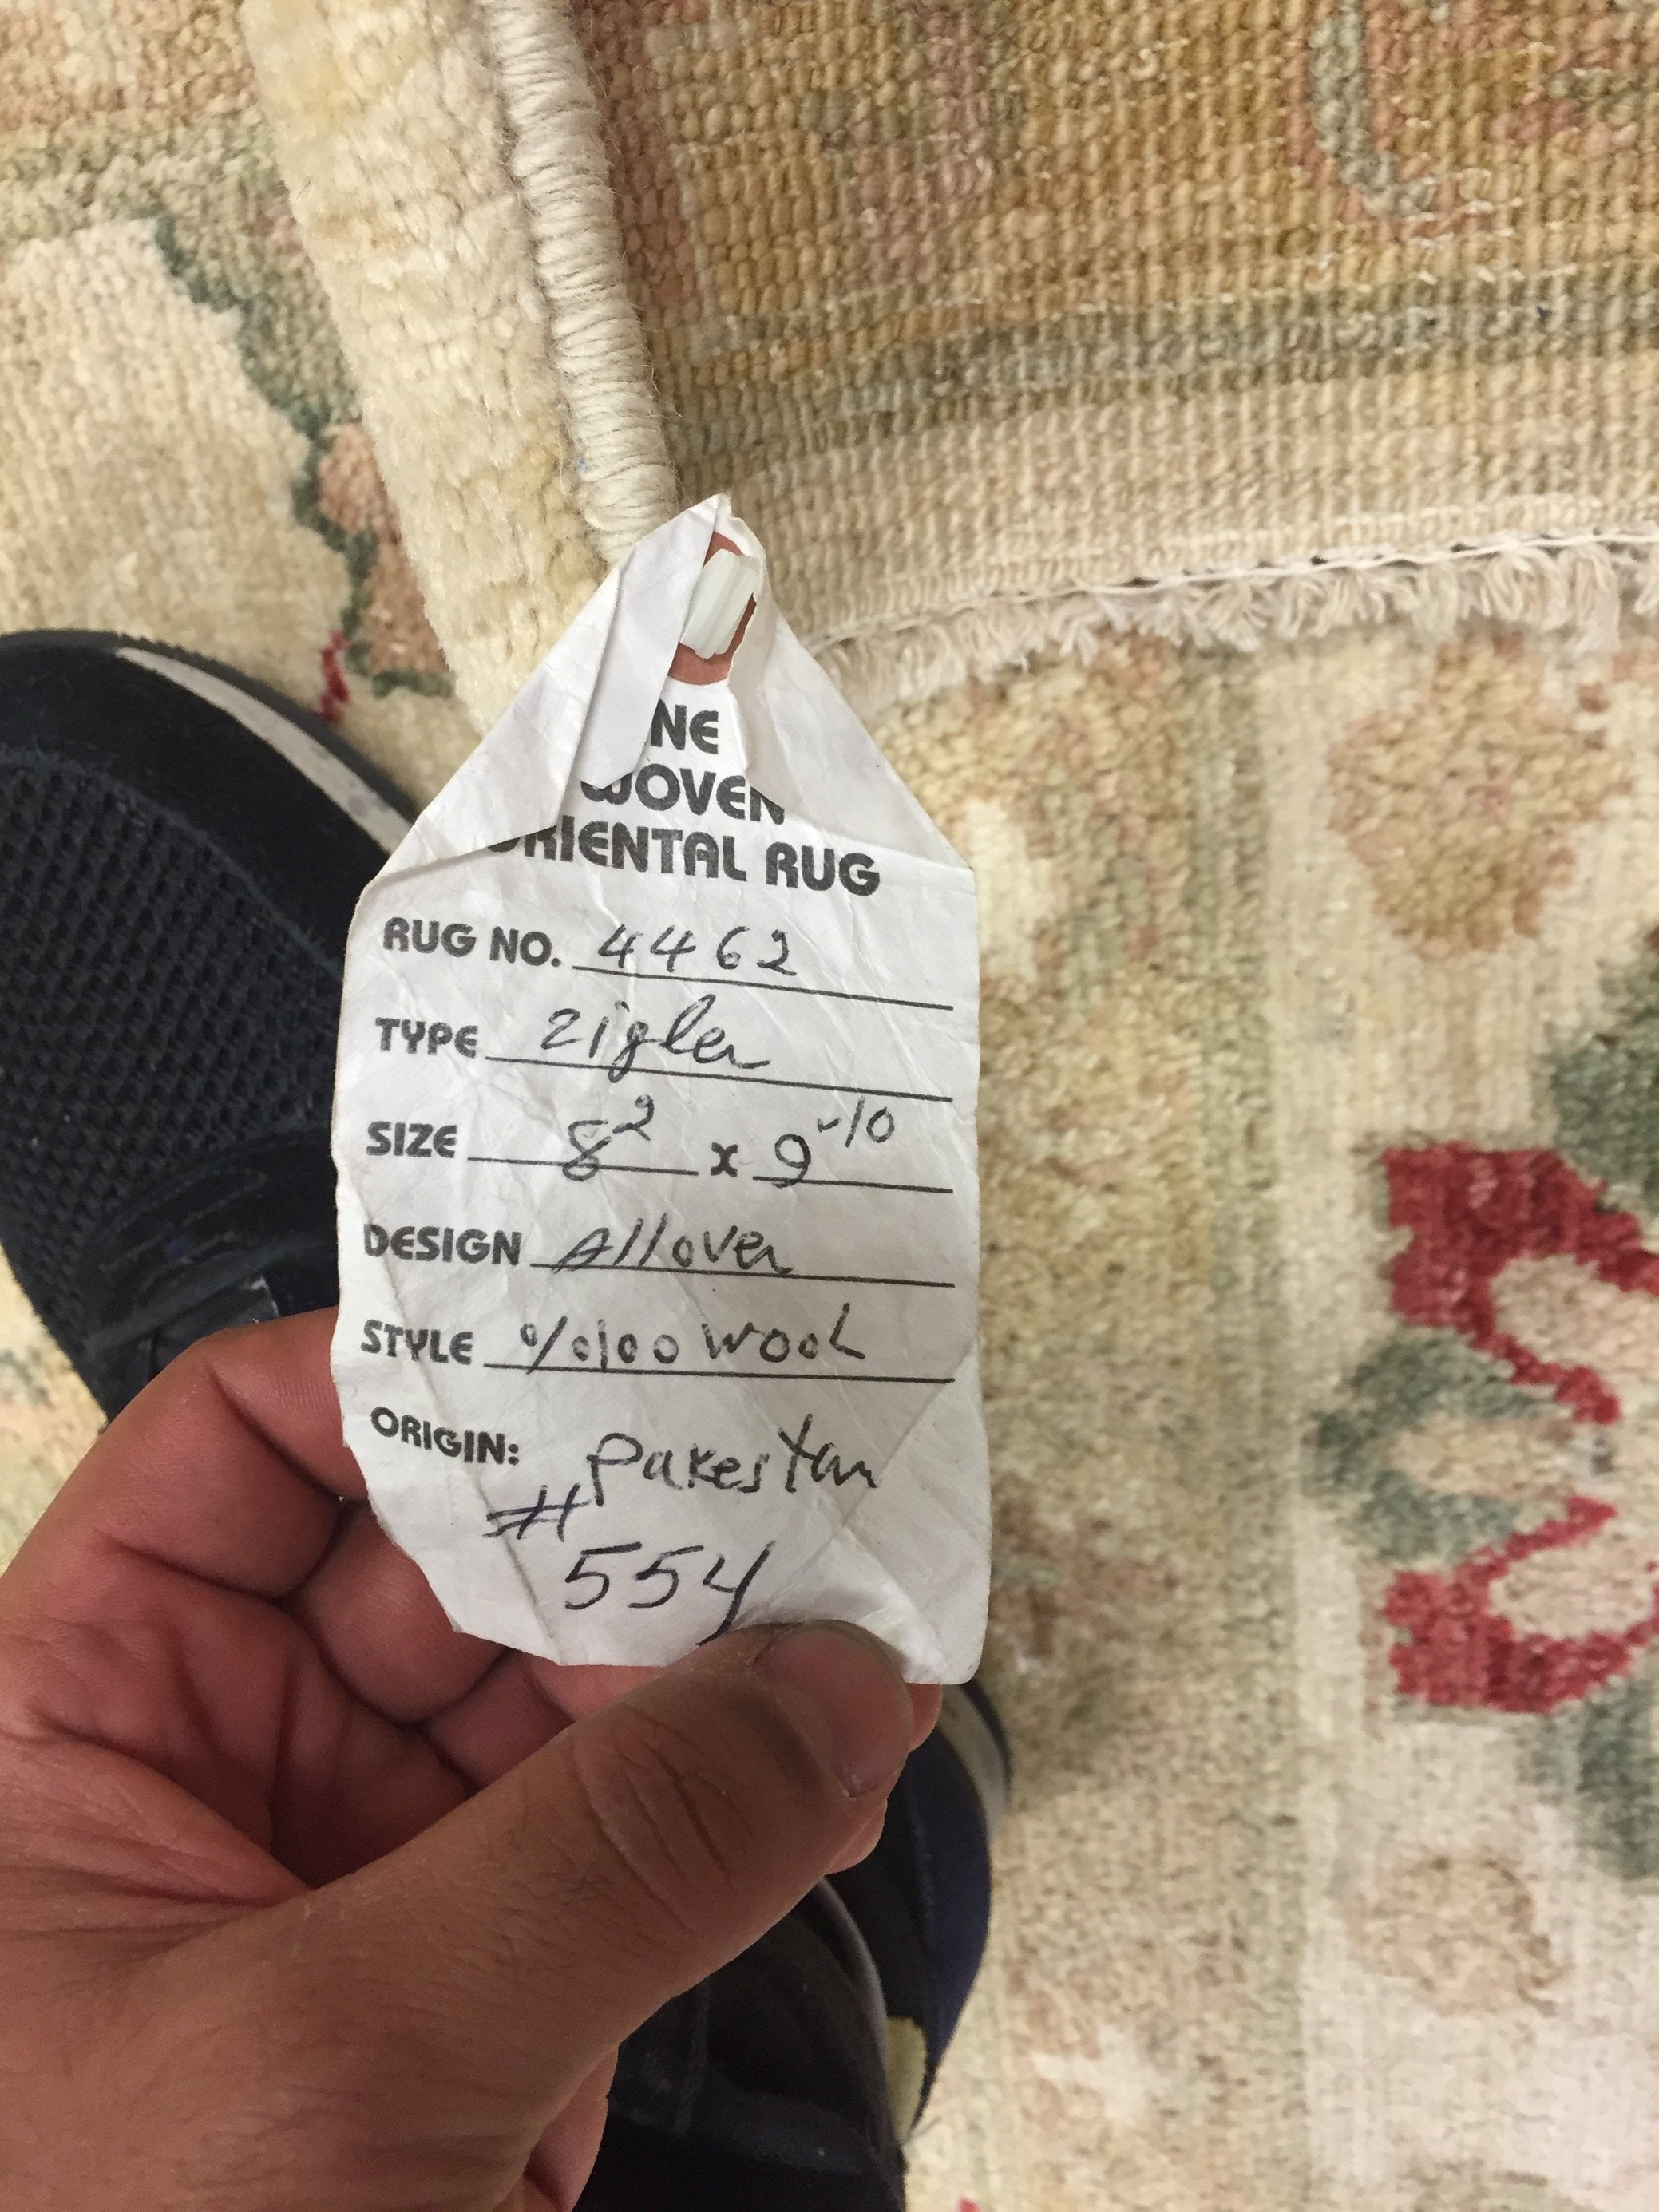 NE
WOVEN
ORIENTAL RUG
RUG NO. 4462
TYPE zigler
SIZE 8² x 9-10
DESIGN Allover
STYLE %100 wool
ORIGIN: Pakestan
#
554